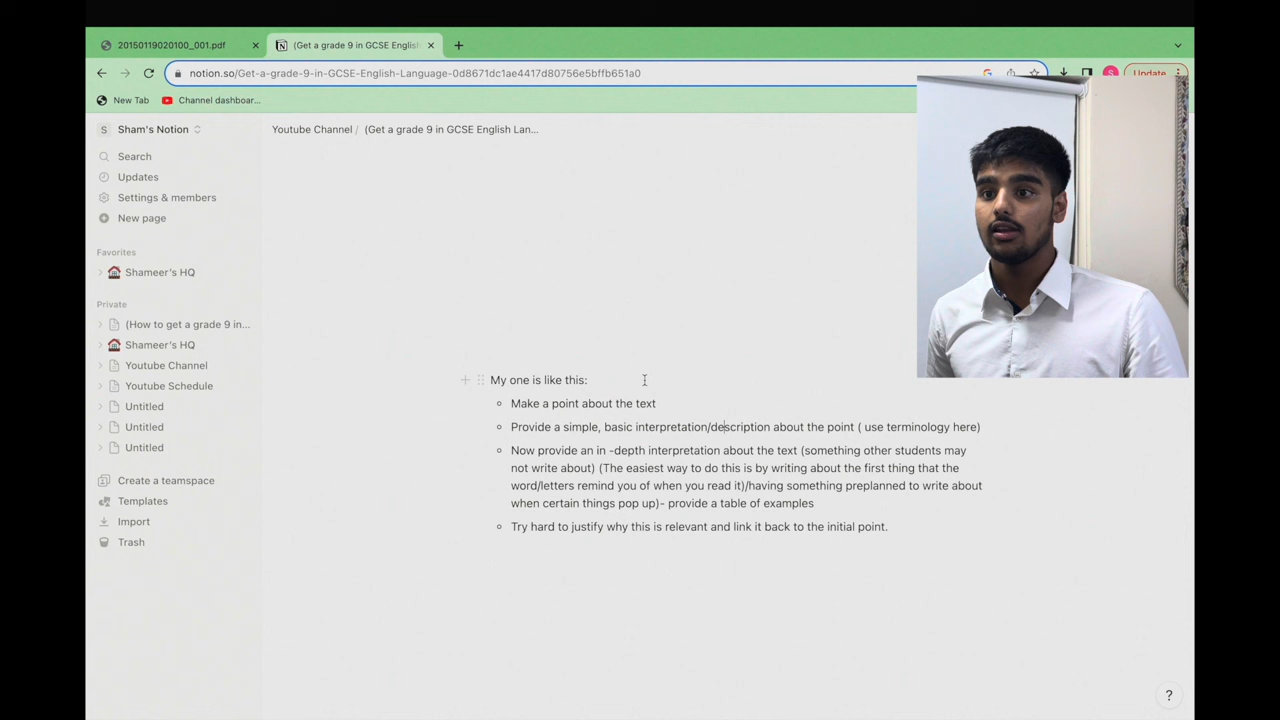 20150119020100_001.pdf
(Get a grade 9 in GCSE English
notion.so/Get-a-grade-9-in-GCSE-English-Language-0d8671dc1ae4417d80756e5bffb651a0
Update
New Tab
Channel dashboar...
S
Sham's Notion
Youtube Channel / (Get a grade 9 in GCSE English Lan...
Search
Updates
Settings & members
New page
Favorites
Shameer's HQ
Private
(How to get a grade 9 in...
Shameer's HQ
Youtube Channel
Youtube Schedule
Untitled
Untitled
Untitled
Create a teamspace
Templates
Import
Trash
My one is like this:
Make a point about the text
Provide a simple, basic interpretation/description about the point ( use terminology here)
Now provide an in -depth interpretation about the text (something other students may
not write about) (The easiest way to do this is by writing about the first thing that the
word/letters remind you of when you read it)/having something preplanned to write about
when certain things pop up)- provide a table of examples
Try hard to justify why this is relevant and link it back to the initial point.
?